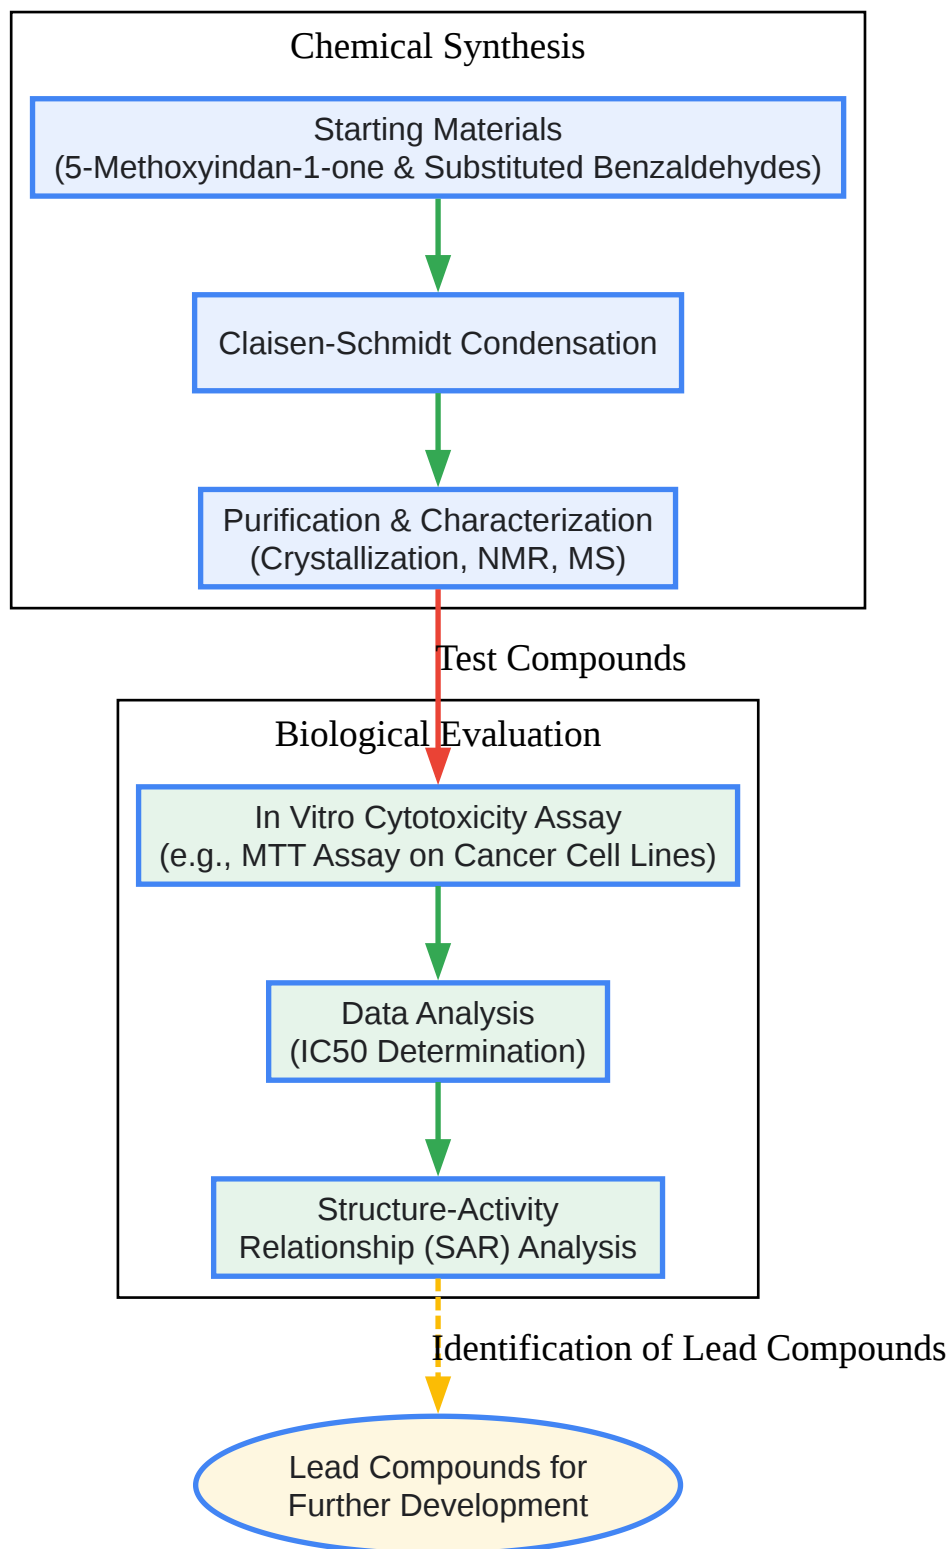 Chemical Synthesis
Starting Materials
(5-Methoxyindan-1-one & Substituted Benzaldehydes)
Claisen-Schmidt Condensation
Purification & Characterization
(Crystallization, NMR, MS)
Test Compounds
Biological Evaluation
In Vitro Cytotoxicity Assay
(e.g., MTT Assay on Cancer Cell Lines)
Data Analysis
(IC50 Determination)
Structure-Activity
Relationship (SAR) Analysis
Identification of Lead Compounds
Lead Compounds for
Further Development